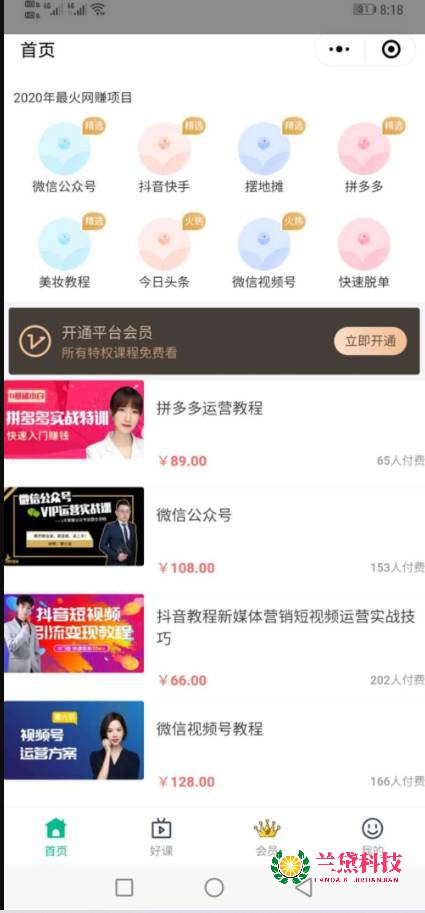 8:18
首页
2020年最火网赚项目
精选 精选 精选 精选
微信公众号 抖音快手 摆地摊 拼多多
精选 火热 火热
美妆教程 今日头条 微信视频号 快速脱单
开通平台会员
所有特权课程免费看
立即开通
0基础小白
拼多多实战特训
快速入门赚钱
拼多多运营教程
￥89.00 65人付费
微信公众号
VIP运营实战课
微信公众号
￥108.00 153人付费
抖音短视频
引流变现教程
抖音教程新媒体营销短视频运营实战技
巧
￥66.00 202人付费
视频号
运营方案
微信视频号教程
￥128.00 166人付费
首页 好课 会员 我的
兰黛科技